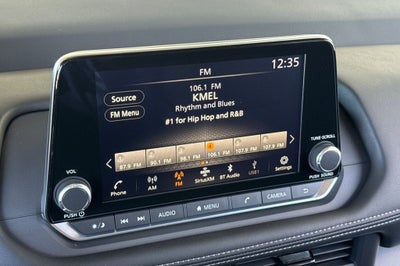 FM
12:35
106.1 FM
KMEL
Rhythm and Blues
#1 for Hip Hop and R&B
Source
FM Menu
87.9 FM
90.1 FM
98.1 FM
106.1 FM
107.9 FM
107.9 FM
Phone
AM
FM
SiriusXM
BT Audio
USB1
Settings
VOL
PUSH
TUNE·SCROLL
PUSH SOUND
AUDIO
MENU
CAMERA